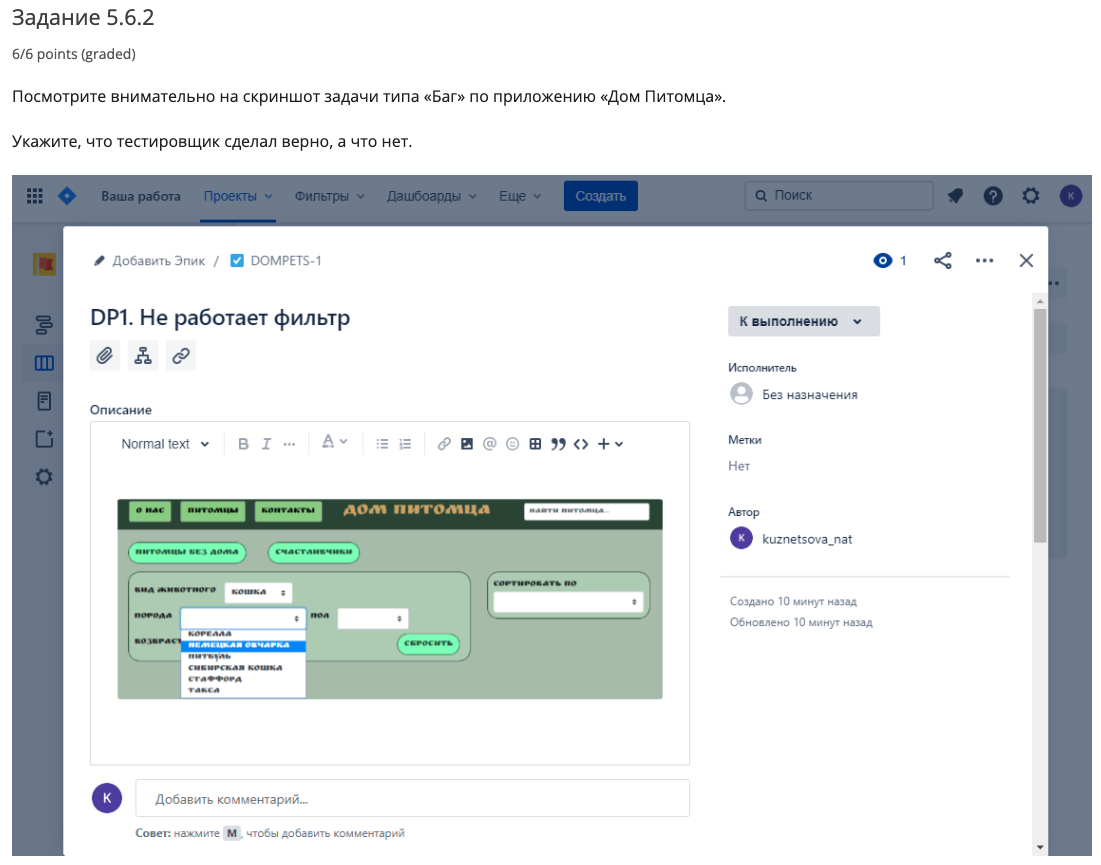 Задание 5.6.2
6/6 points (graded)
Посмотрите внимательно на скриншот задачи типа «Баг» по приложению «Дом Питомца».
Укажите, что тестировщик сделал верно, а что нет.
Ваша работа Проекты Фильтры Дашбоарды Еще Создать Поиск K
Добавить Эпик / DOMPETS-1 1
DP1. Не работает фильтр
К выполнению
Исполнитель
Без назначения
Описание
Normal text B I ... A @
Метки
Нет
О НАС ПИТОМЦЫ КОНТАКТЫ ДОМ ПИТОМЦА НАЙТИ ПИТОМЦА..
Автор
K kuznetsova_nat
ПИТОМЦЫ БЕЗ ДОМА СЧАСТЛИВЧИКИ
ВИД ЖИВОТНОГО КОШКА СОРТИРОВАТЬ ПО
Создано 10 минут назад
ПОРОДА ПОЛ
Обновлено 10 минут назад
КОРЕЛЛА
ВОЗРАСТ НЕМЕЦКАЯ ОВЧАРКА СБРОСИТЬ
ПИТБУЛЬ
СИБИРСКАЯ КОШКА
СТАФФОРД
ТАКСА
K Добавить комментарий...
Совет: нажмите M, чтобы добавить комментарий